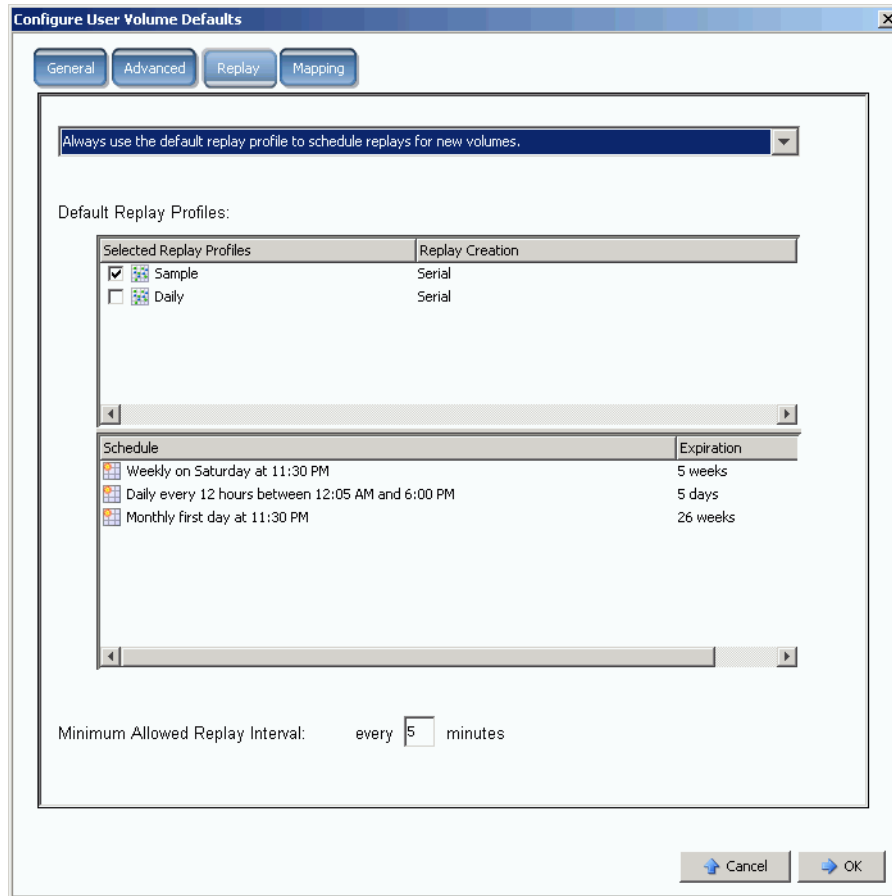 Configure User Volume Defaults
General Advanced Replay Mapping
Always use the default replay profile to schedule replays for new volumes.
Default Replay Profiles:
Selected Replay Profiles Replay Creation
Sample Serial
Daily Serial
Schedule Expiration
Weekly on Saturday at 11:30 PM 5 weeks
Daily every 12 hours between 12:05 AM and 6:00 PM 5 days
Monthly first day at 11:30 PM 26 weeks
Minimum Allowed Replay Interval: every 5 minutes
Cancel OK